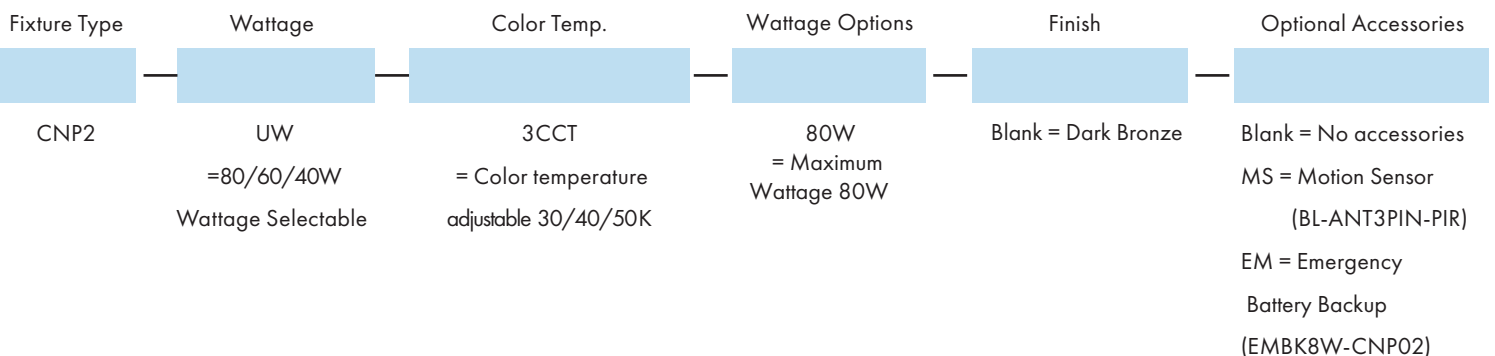 Fixture Type
Wattage
Color Temp.
Wattage Options
Finish
Optional Accessories
CNP2
UW
=80/60/40W
Wattage Selectable
3CCT
= Color temperature
adjustable 30/40/50K
80W
= Maximum
Wattage 80W
Blank = Dark Bronze
Blank = No accessories
MS = Motion Sensor
(BL-ANT3PIN-PIR)
EM = Emergency
Battery Backup
(EMBK8W-CNP02)